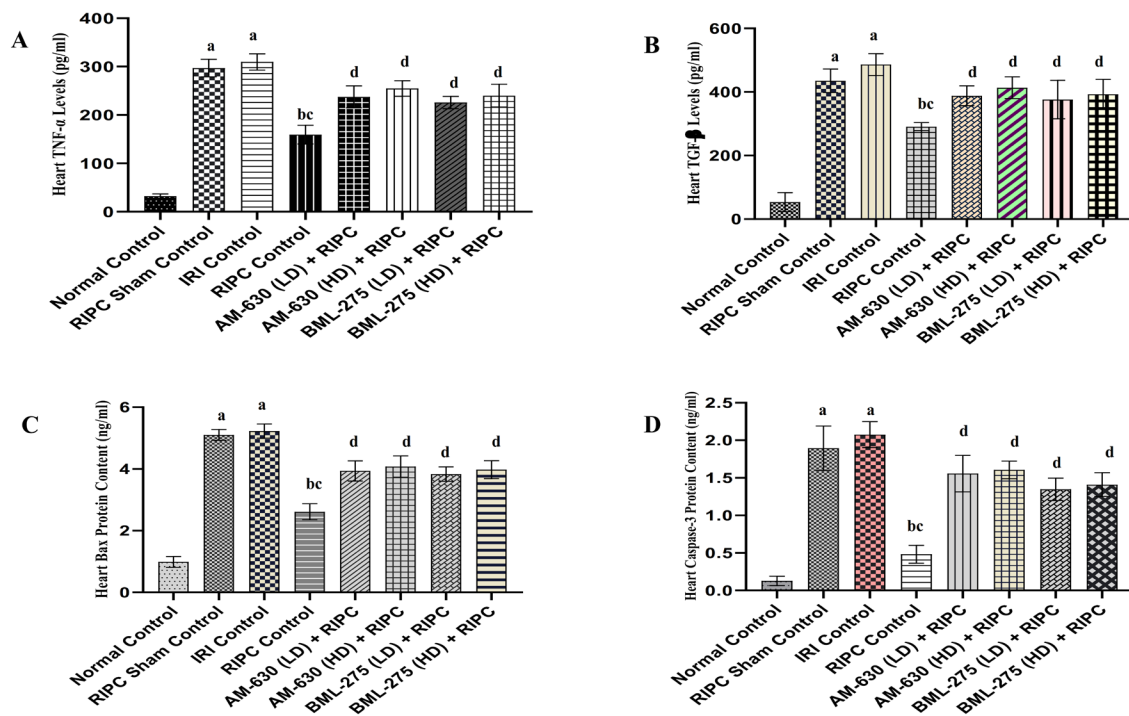 A
Heart TNF-α Levels (pg/ml)
400
300
200
100
0
a
a
bc
d
d
d
d
Normal Control
RIPC Sham Control
IRI Control
RIPC Control
AM-630 (LD) + RIPC
AM-630 (HD) + RIPC
BML-275 (LD) + RIPC
BML-275 (HD) + RIPC
B
Heart TGF-β Levels (pg/ml)
600
400
200
0
a
a
bc
d
d
d
d
Normal Control
RIPC Sham Control
IRI Control
RIPC Control
AM-630 (LD) + RIPC
AM-630 (HD) + RIPC
BML-275 (LD) + RIPC
BML-275 (HD) + RIPC
C
Heart Bax Protein Content (ng/ml)
6
4
2
0
a
a
bc
d
d
d
d
Normal Control
RIPC Sham Control
IRI Control
RIPC Control
AM-630 (LD) + RIPC
AM-630 (HD) + RIPC
BML-275 (LD) + RIPC
BML-275 (HD) + RIPC
D
Heart Caspase-3 Protein Content (ng/ml)
2.5
2.0
1.5
1.0
0.5
0.0
a
a
bc
d
d
d
d
Normal Control
RIPC Sham Control
IRI Control
RIPC Control
AM-630 (LD) + RIPC
AM-630 (HD) + RIPC
BML-275 (LD) + RIPC
BML-275 (HD) + RIPC